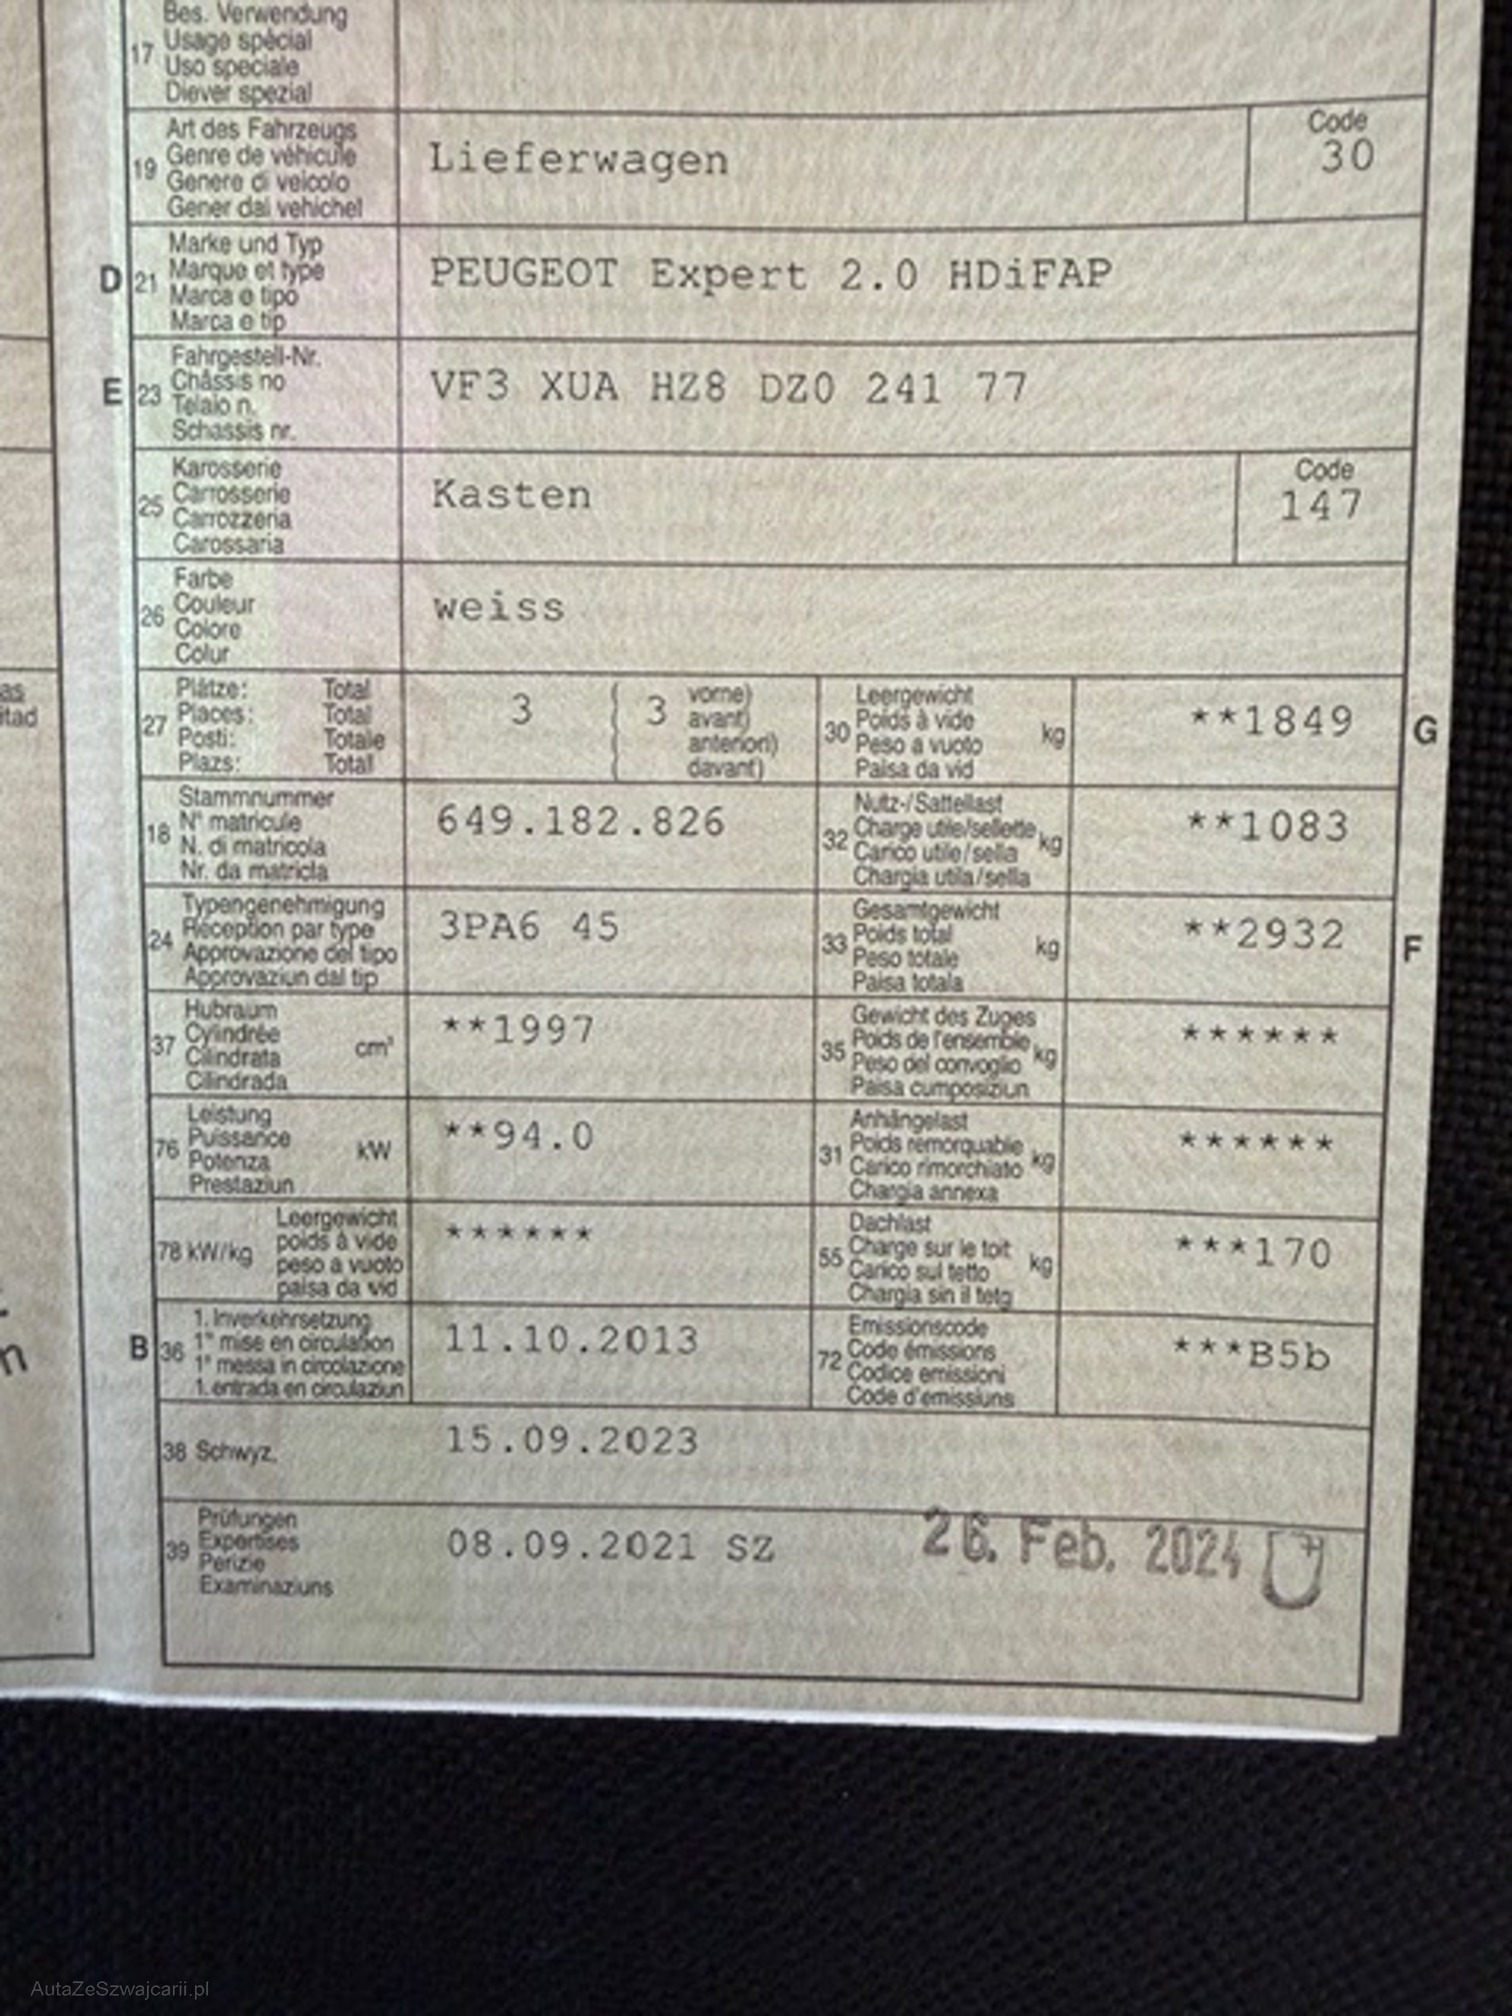 Bes. Verwendung
17 Usage spécial
Uso speciale
Diever spezial
Art des Fahrzeugs
19 Genre de véhicule
Genere di veicolo
Gener dal vehichel
Lieferwagen
Code
30
Marke und Typ
D 21 Marque et type
Marca e tipo
Marca e tip
PEUGEOT Expert 2.0 HDiFAP
Fahrgestell-Nr.
E 23 Châssis no
Telaio n.
Schassis nr.
VF3 XUA HZ8 DZ0 241 77
Karosserie
25 Carrosserie
Carrozzeria
Carossaria
Kasten
Code
147
Farbe
26 Couleur
Colore
Colur
weiss
as
itad
Plätze: Total
27 Places: Total
Posti: Totale
Plazs: Total
3 ( 3 vorne)
avant)
anteriori)
( davant)
Leergewicht
30 Poids à vide kg
Peso a vuoto
Paisa da vid
**1849 G
Stammnummer
18 N° matricule
N. di matricola
Nr. da matricla
649.182.826
Nutz-/Sattellast
32 Charge utile/sellette kg
Carico utile/sella
Chargia utila/sella
**1083
Typengenehmigung
24 Réception par type
Approvazione del tipo
Approvaziun dal tip
3PA6 45
Gesamtgewicht
33 Poids total kg
Peso totale
Paisa totala
**2932 F
Hubraum
37 Cylindrée cm³
Cilindrata
Cilindrada
**1997
Gewicht des Zuges
35 Poids de l'ensemble kg
Peso del convoglio
Paisa cumposiziun
******
Leistung
76 Puissance kW
Potenza
Prestaziun
**94.0
Anhängelast
31 Poids remorquable kg
Carico rimorchiato
Chargia annexa
******
Leergewicht
78 kW/kg poids à vide
peso a vuoto
paisa da vid
******
Dachlast
55 Charge sur le toit kg
Carico sul tetto
Chargia sin il tetg
***170
1. Inverkehrsetzung
B 36 1re mise en circulation
1a messa in circolazione
1. entrada en circulaziun
11.10.2013
Emissionscode
72 Code émissions
Codice emissioni
Code d'emissiuns
***B5b
38 Schwyz,
15.09.2023
Prüfungen
39 Expertises
Perizie
Examinaziuns
08.09.2021 SZ
26. Feb. 2024
AutaZeSzwajcarii.pl